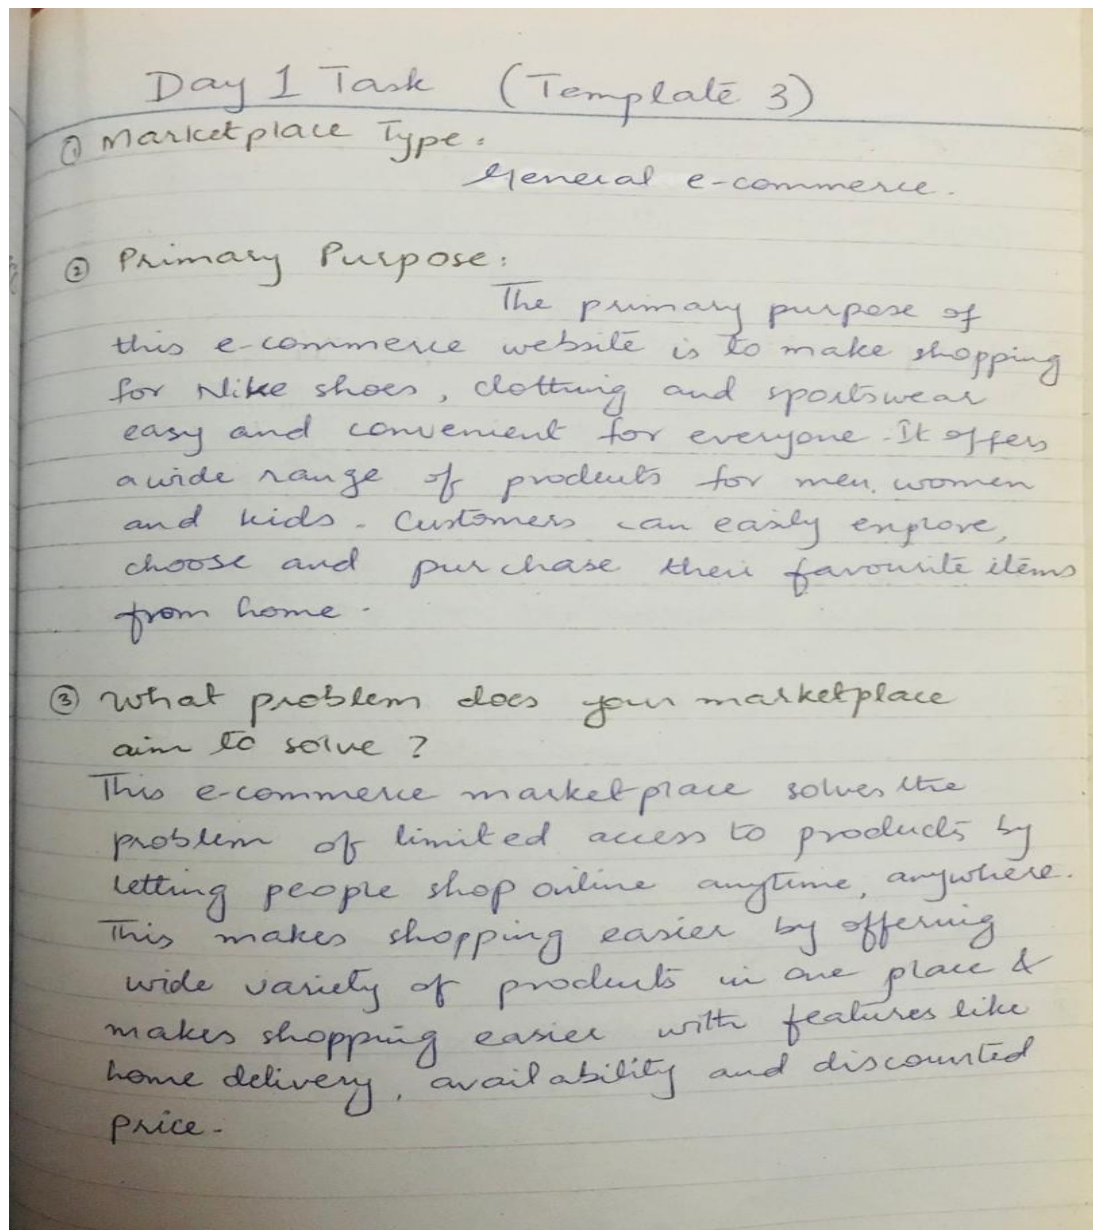 Day 1 Task (Template 3)
① Marketplace Type:
General e-commerce.
② Primary Purpose:
The primary purpose of
this e-commerce website is to make shopping
for Nike shoes, clothing and sportswear
easy and convenient for everyone. It offers
a wide range of products for men, women
and kids. Customers can easily explore,
choose and purchase their favourite items
from home.
③ What problem does your marketplace
aim to solve?
This e-commerce marketplace solves the
problem of limited access to products by
letting people shop online anytime, anywhere.
This makes shopping easier by offering
wide variety of products in one place &
makes shopping easier with features like
home delivery, availability and discounted
price.